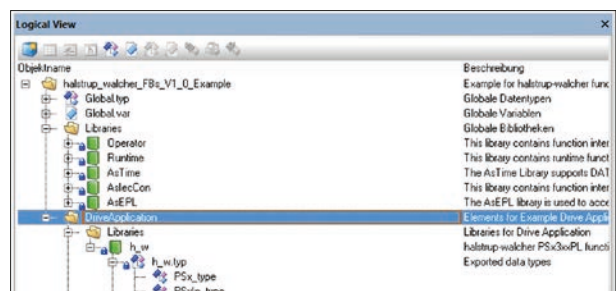 Logical View
Objektname Beschreibung
halstrup_walcher_FBs_V1_0_Example Example for halstrup-walcher func
Global.typ Globale Datentypen
Global.var Globale Variablen
Libraries Globale Bibliotheken
Operator This library contains function inter
Runtime This library contains runtime funct
AsTime The AsTime Library supports DAT
AsIecCon This library contains function inter
AsEPL The AsEPL library is used to acce
DriveApplication Elements for Example Drive Appli
Libraries Libraries for Drive Application
h_w halstrup-walcher PSx3xxPL functi
h_w.typ Exported data types
PSx_type